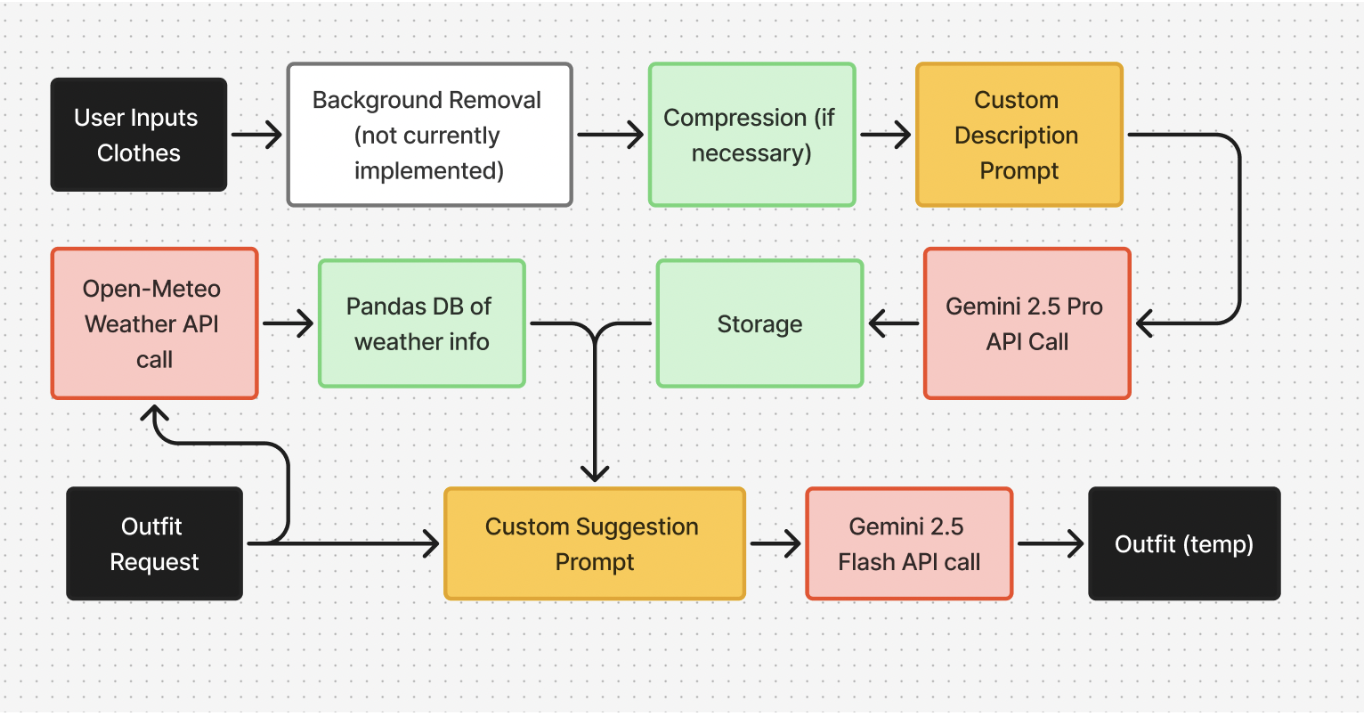 User Inputs
Clothes
Background Removal
(not currently
implemented)
Compression (if
necessary)
Custom
Description
Prompt
Open-Meteo
Weather API
call
Pandas DB of
weather info
Storage
Gemini 2.5 Pro
API Call
Outfit
Request
Custom Suggestion
Prompt
Gemini 2.5
Flash API call
Outfit (temp)